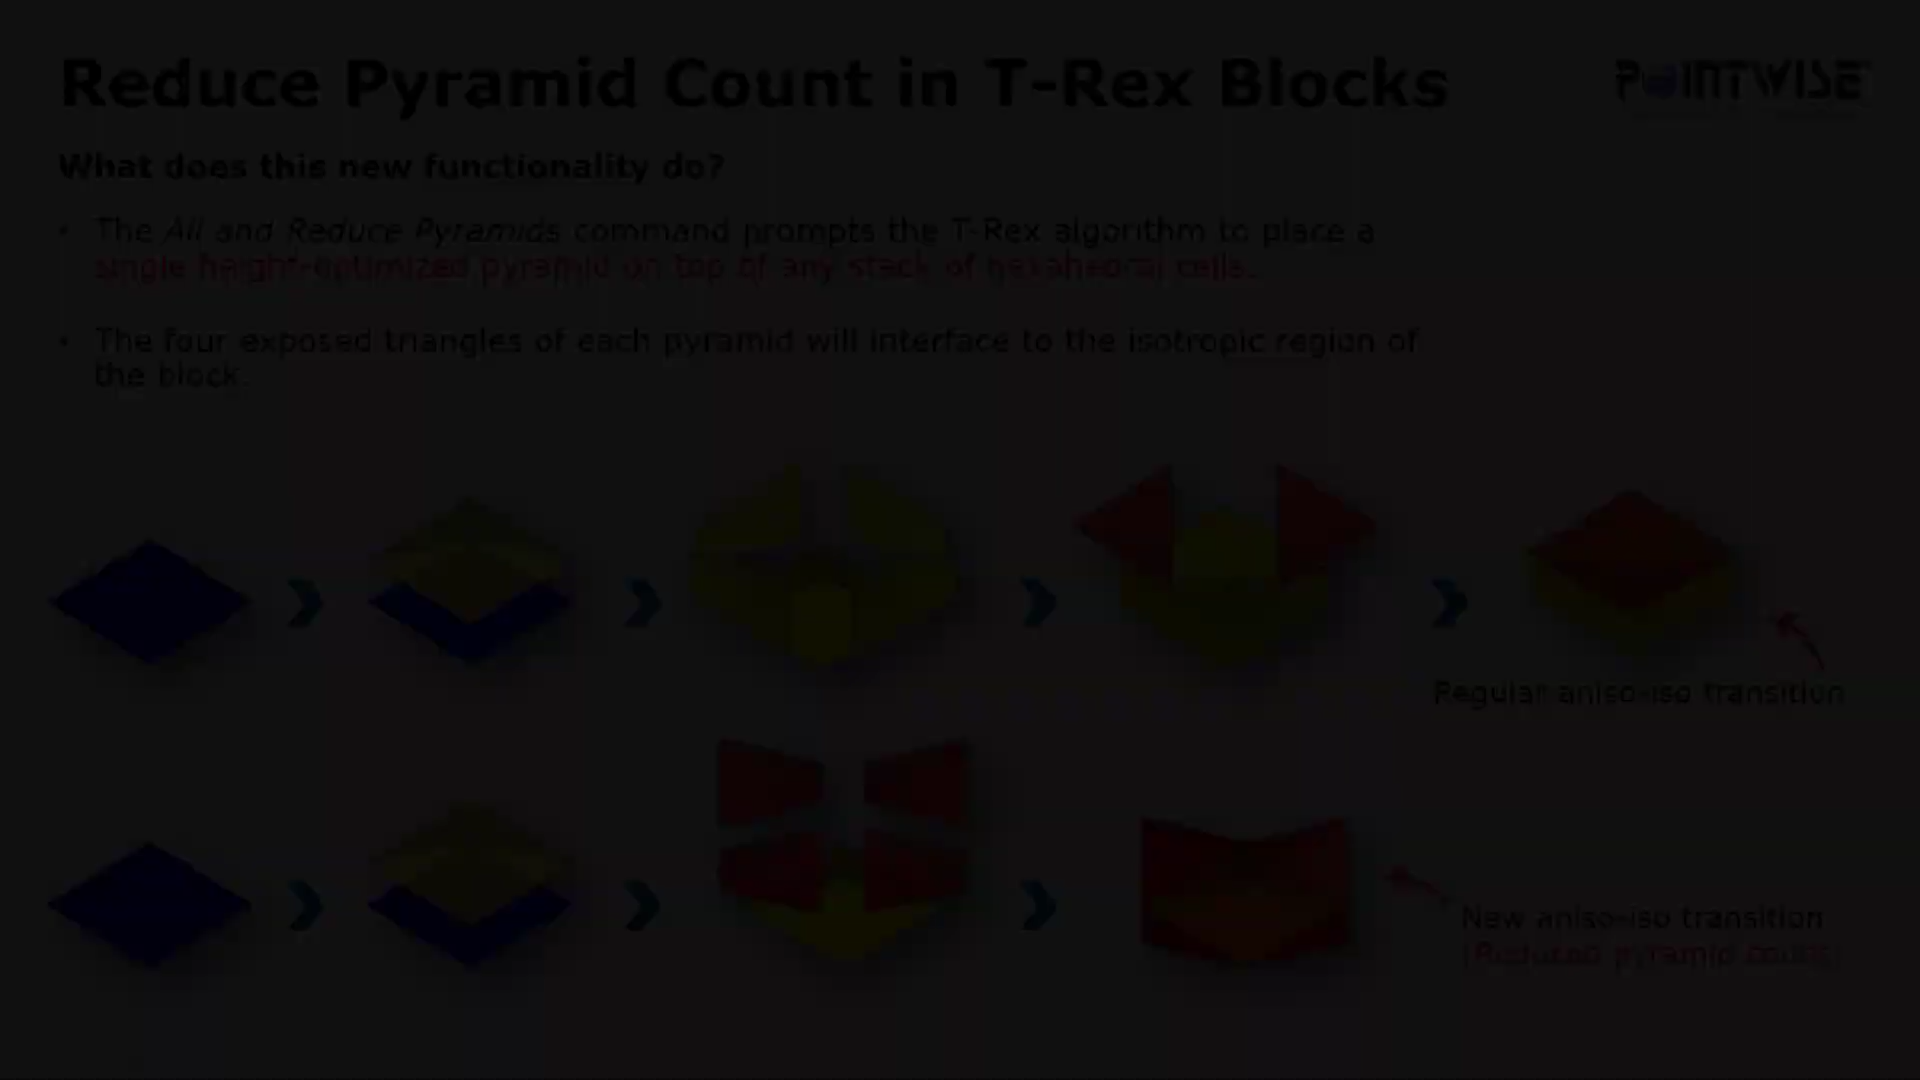 Reduce Pyramid Count in T-Rex Blocks
POINTWISE
What does this new functionality do?
• The All and Reduce Pyramids command prompts the T-Rex algorithm to place a
single height-optimized pyramid on top of any stack of hexahedral cells.
• The four exposed triangles of each pyramid will interface to the isotropic region of
the block.
Regular aniso-iso transition
New aniso-iso transition
(Reduced pyramid count)